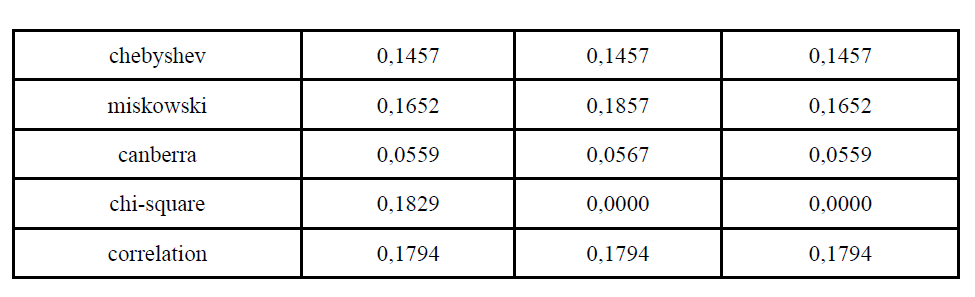 chebyshev 0,1457 0,1457 0,1457
miskowski 0,1652 0,1857 0,1652
canberra 0,0559 0,0567 0,0559
chi-square 0,1829 0,0000 0,0000
correlation 0,1794 0,1794 0,1794